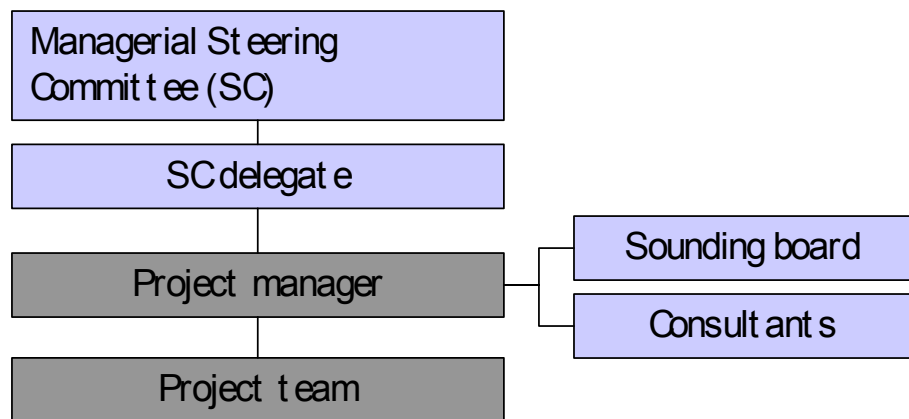 Managerial Steering
Committee (SC)
SC delegate
Project manager
Sounding board
Consultants
Project team